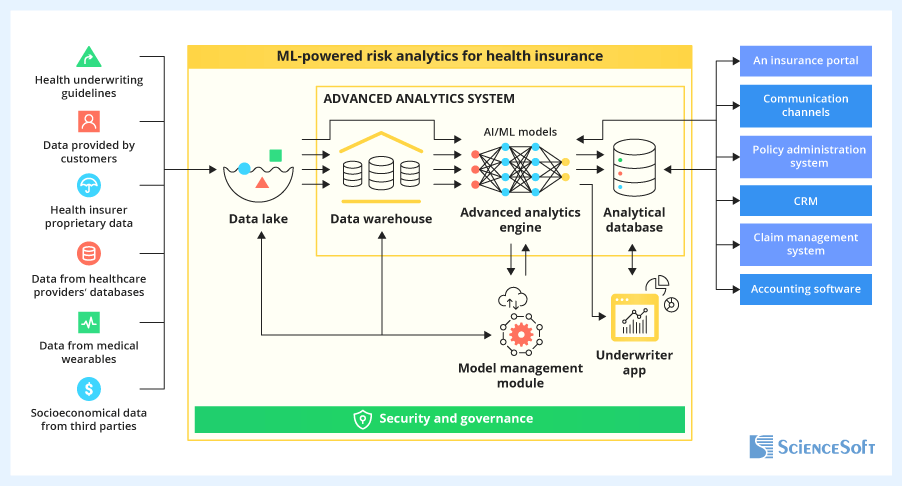 ML-powered risk analytics for health insurance
Health underwriting
guidelines
Data provided by
customers
Health insurer
proprietary data
Data from healthcare
providers' databases
Data from medical
wearables
$
Socioeconomical data
from third parties
ADVANCED ANALYTICS SYSTEM
AI/ML models
Data lake
Data warehouse
Advanced analytics
engine
Analytical
database
Model management
module
Underwriter
app
Security and governance
An insurance portal
Communication
channels
Policy administration
system
CRM
Claim management
system
Accounting software
ScienceSoft